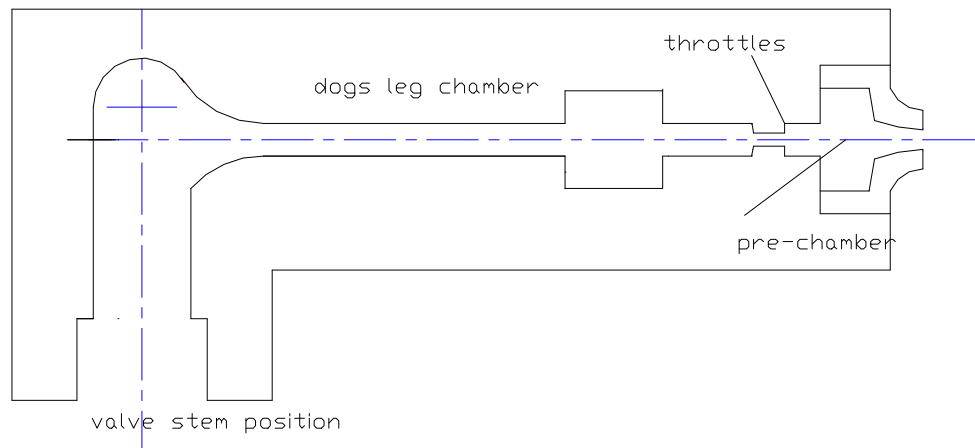 throttles
dogs leg chamber
pre-chamber
valve stem position